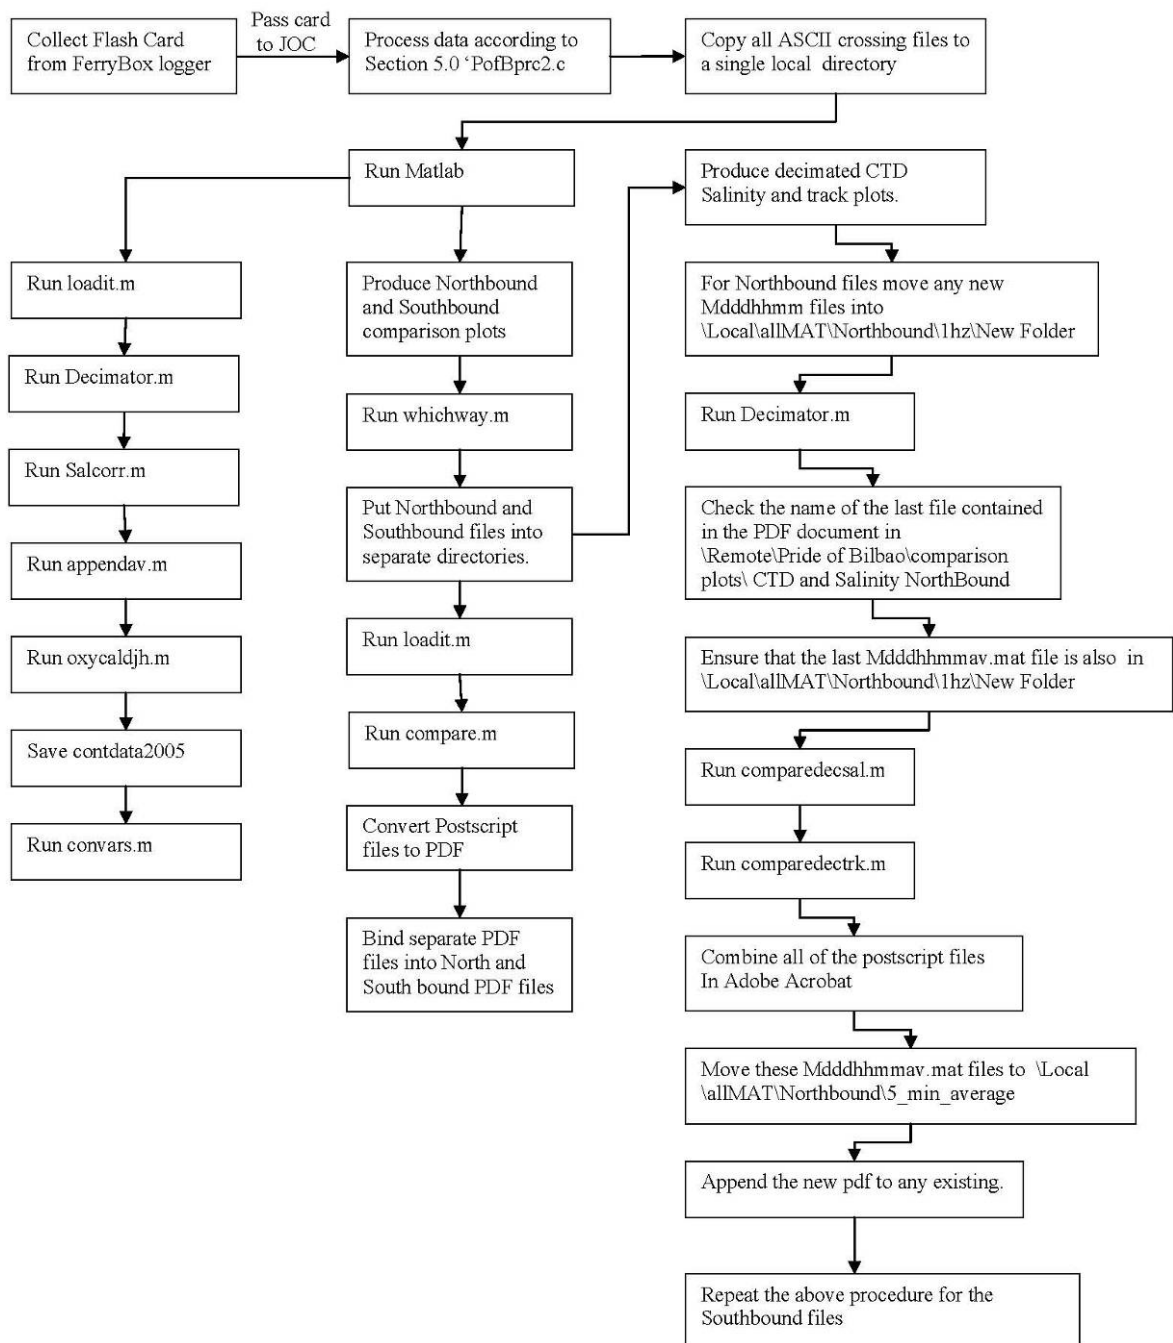 Collect Flash Card
from FerryBox logger
Pass card
to JOC
Process data according to
Section 5.0 ‘PofBprc2.c
Copy all ASCII crossing files to
a single local directory
Run Matlab
Run loadit.m
Run Decimator.m
Run Salcorr.m
Run appendav.m
Run oxycaldjh.m
Save contdata2005
Run convars.m
Produce Northbound
and Southbound
comparison plots
Run whichway.m
Put Northbound and
Southbound files into
separate directories.
Run loadit.m
Run compare.m
Convert Postscript
files to PDF
Bind separate PDF
files into North and
South bound PDF files
Produce decimated CTD
Salinity and track plots.
For Northbound files move any new
Mdddhhmm files into
\Local\allMAT\Northbound\1hz\New Folder
Run Decimator.m
Check the name of the last file contained
in the PDF document in
\Remote\Pride of Bilbao\comparison
plots\ CTD and Salinity NorthBound
Ensure that the last Mdddhhmmav.mat file is also in
\Local\allMAT\Northbound\1hz\New Folder
Run comparedecsal.m
Run comparedectrk.m
Combine all of the postscript files
In Adobe Acrobat
Move these Mdddhhmmav.mat files to \Local
\allMAT\Northbound\5_min_average
Append the new pdf to any existing.
Repeat the above procedure for the
Southbound files